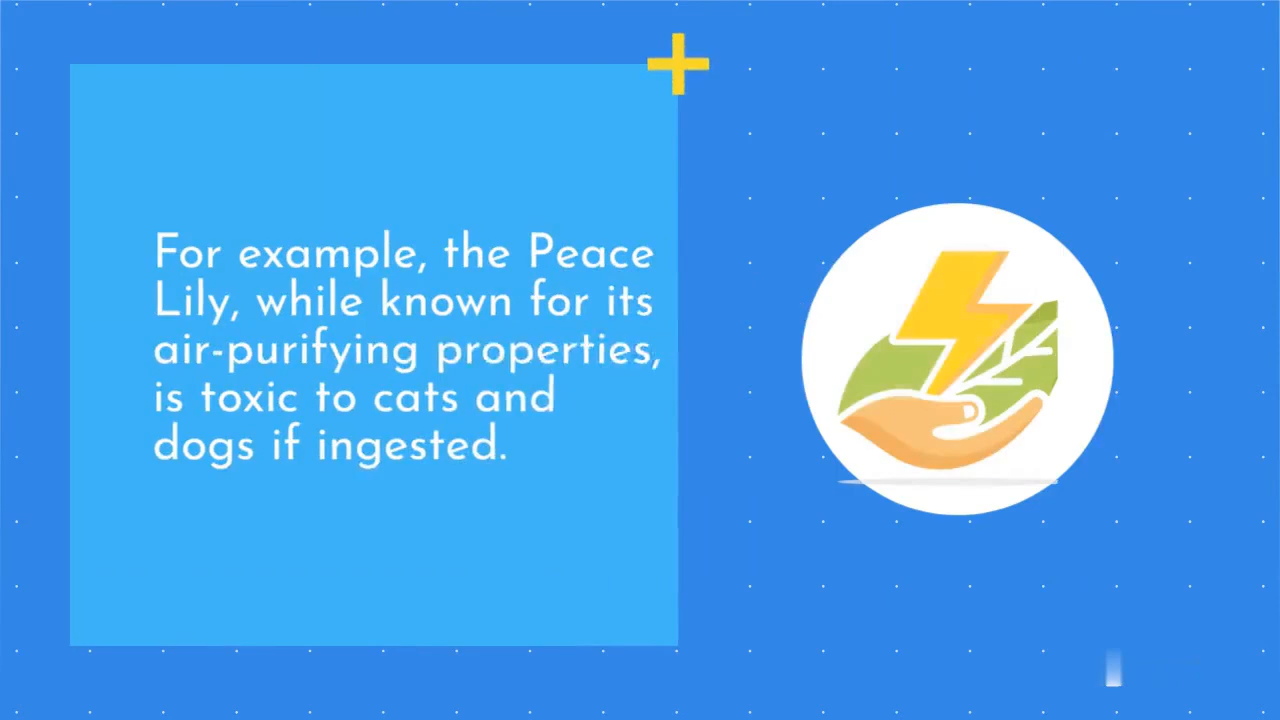 For example, the Peace
Lily, while known for its
air-purifying properties,
is toxic to cats and
dogs if ingested.